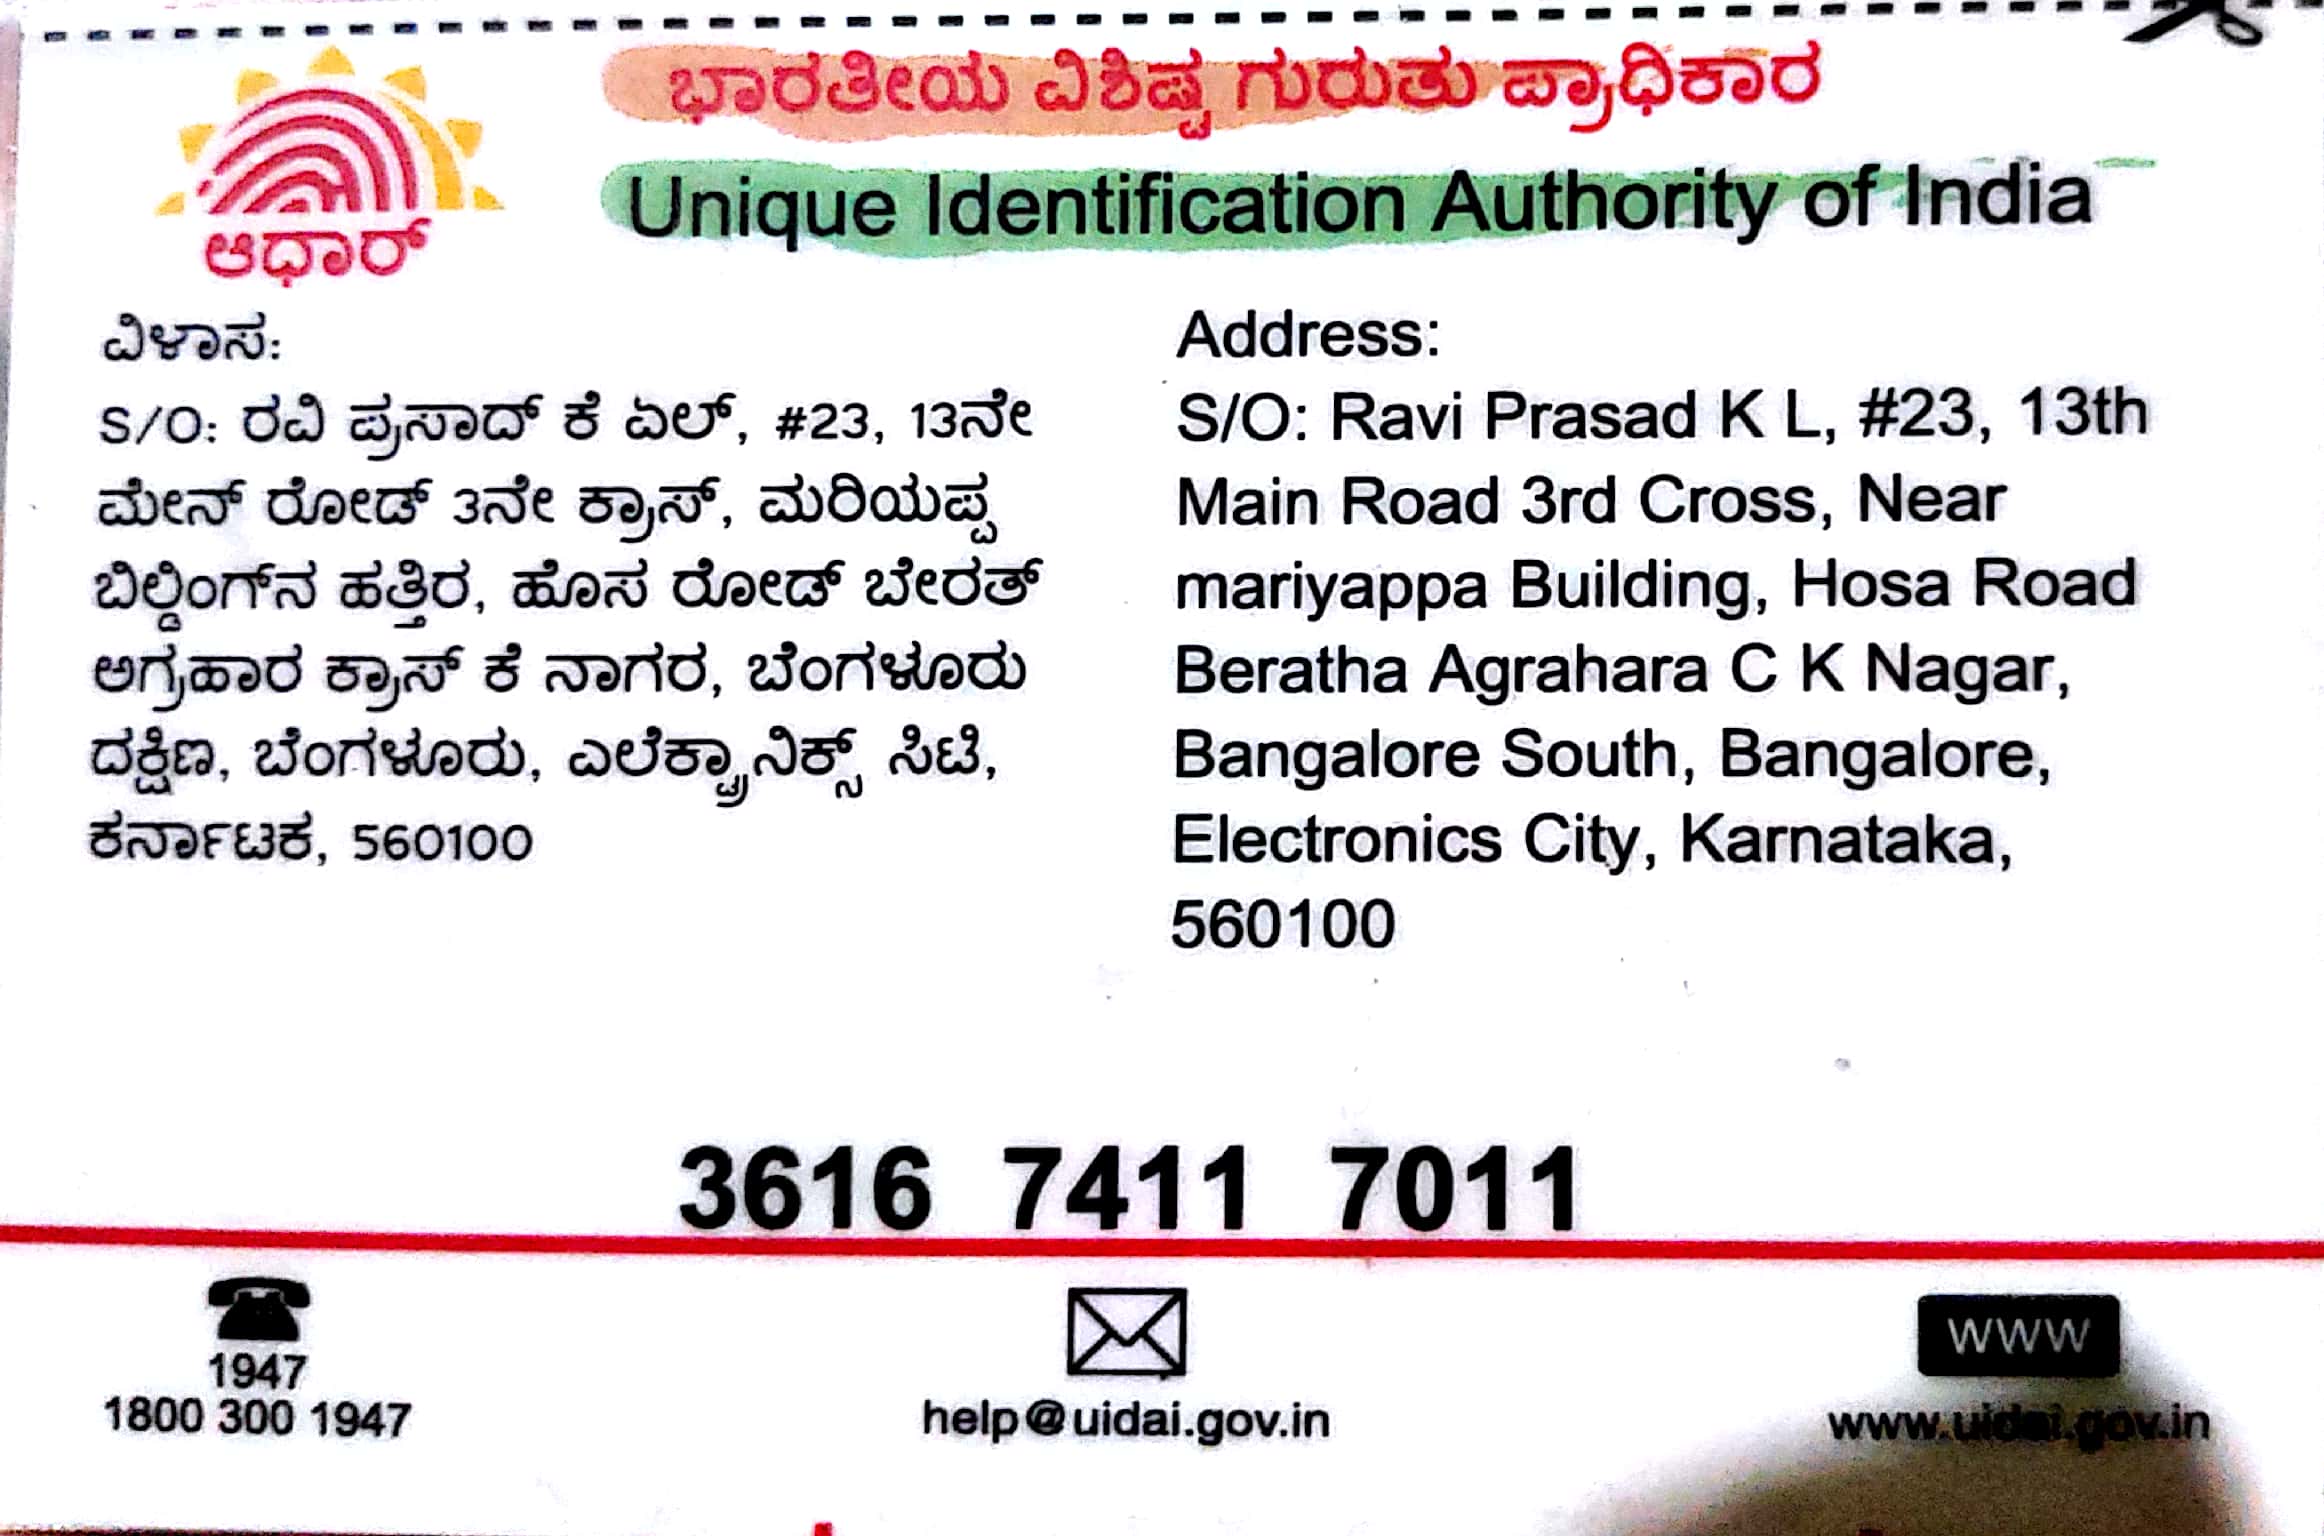 ಭಾರತೀಯ ವಿಶಿಷ್ಟ ಗುರುತು ಪ್ರಾಧಿಕಾರ
Unique Identification Authority of India
ಆಧಾರ್
ವಿಳಾಸ:
S/O: ರವಿ ಪ್ರಸಾದ್ ಕೆ ಏಲ್, #23, 13ನೇ
ಮೇನ್ ರೋಡ್ 3ನೇ ಕ್ರಾಸ್, ಮರಿಯಪ್ಪ
ಬಿಲ್ಡಿಂಗ್‌ನ ಹತ್ತಿರ, ಹೊಸ ರೋಡ್ ಬೇರತ್
ಅಗ್ರಹಾರ ಕ್ರಾಸ್ ಕೆ ನಾಗರ, ಬೆಂಗಳೂರು
ದಕ್ಷಿಣ, ಬೆಂಗಳೂರು, ಎಲೆಕ್ಟ್ರಾನಿಕ್ಸ್ ಸಿಟಿ,
ಕರ್ನಾಟಕ, 560100
Address:
S/O: Ravi Prasad K L, #23, 13th
Main Road 3rd Cross, Near
mariyappa Building, Hosa Road
Beratha Agrahara C K Nagar,
Bangalore South, Bangalore,
Electronics City, Karnataka,
560100
3616 7411 7011
1947
1800 300 1947
help@uidai.gov.in
WWW
www.uidai.gov.in